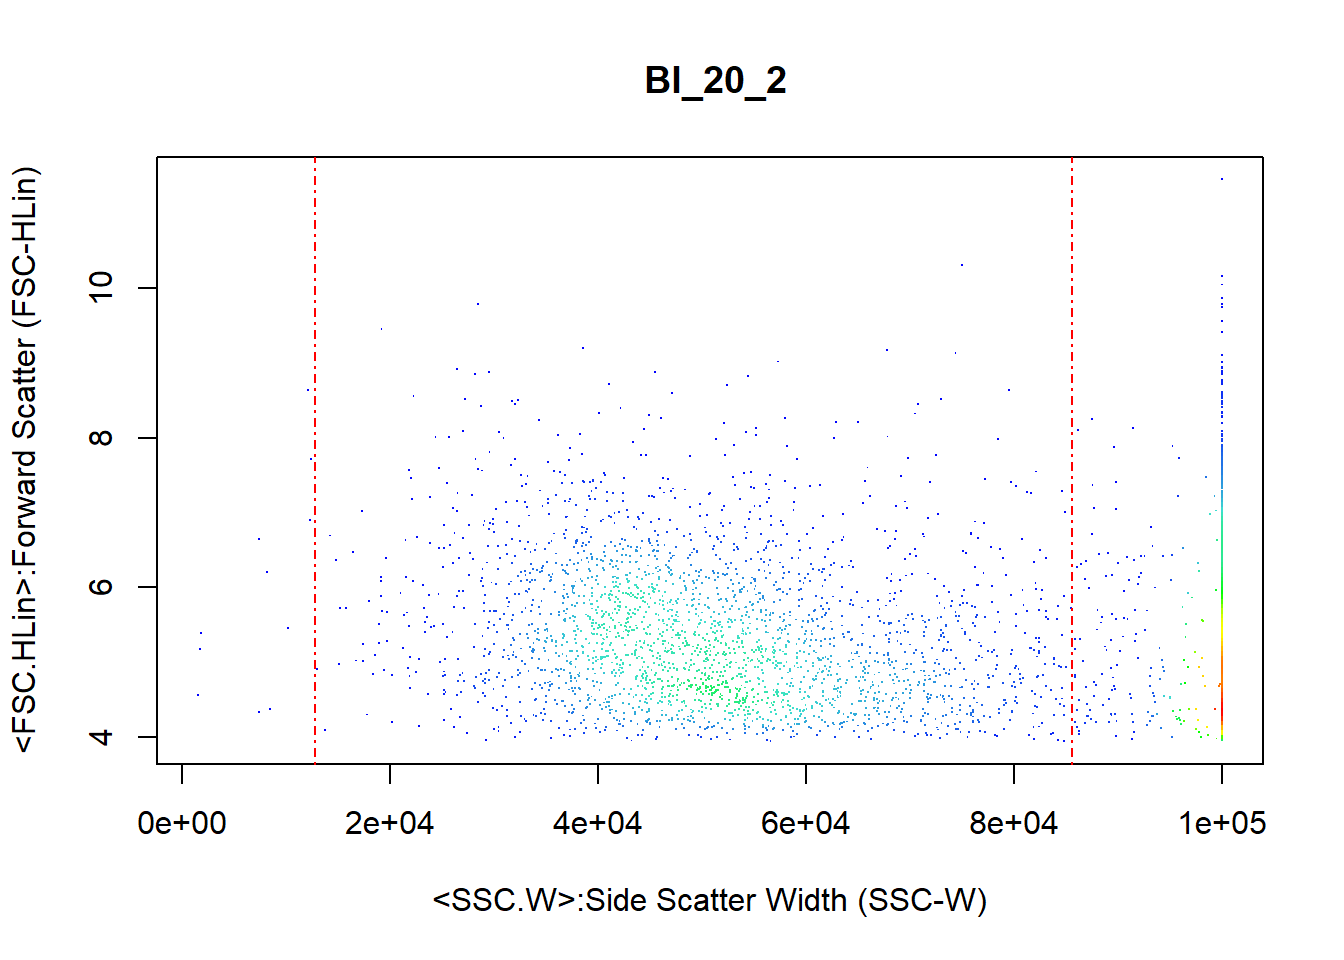 BI_20_2
<FSC.HLin>:Forward Scatter (FSC-HLin)
10
8
6
4
0e+00 2e+04 4e+04 6e+04 8e+04 1e+05
<SSC.W>:Side Scatter Width (SSC-W)